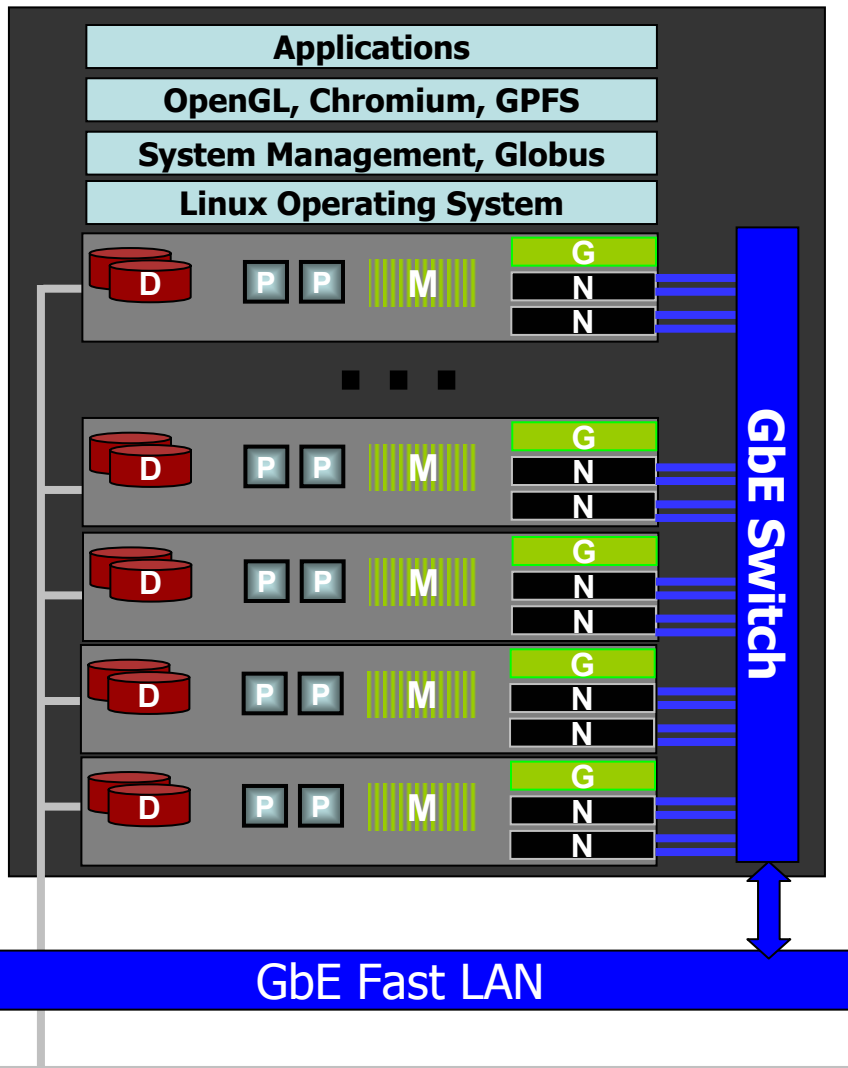 Applications
OpenGL, Chromium, GPFS
System Management, Globus
Linux Operating System
D P P M G
N
N
. . .
D P P M G
N
N
D P P M G
N
N
D P P M G
N
N
D P P M G
N
N
GbE Switch
GbE Fast LAN